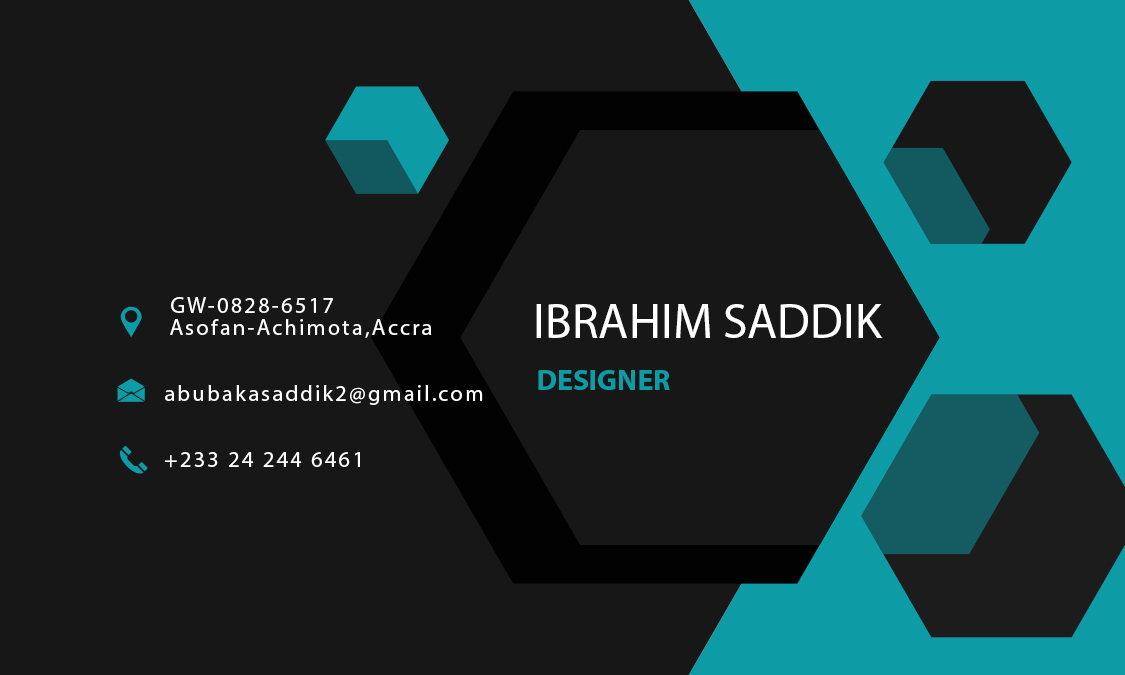 GW-0828-6517
Asofan-Achimota,Accra
abubakasaddik2@gmail.com
+233 24 244 6461
IBRAHIM SADDIK
DESIGNER